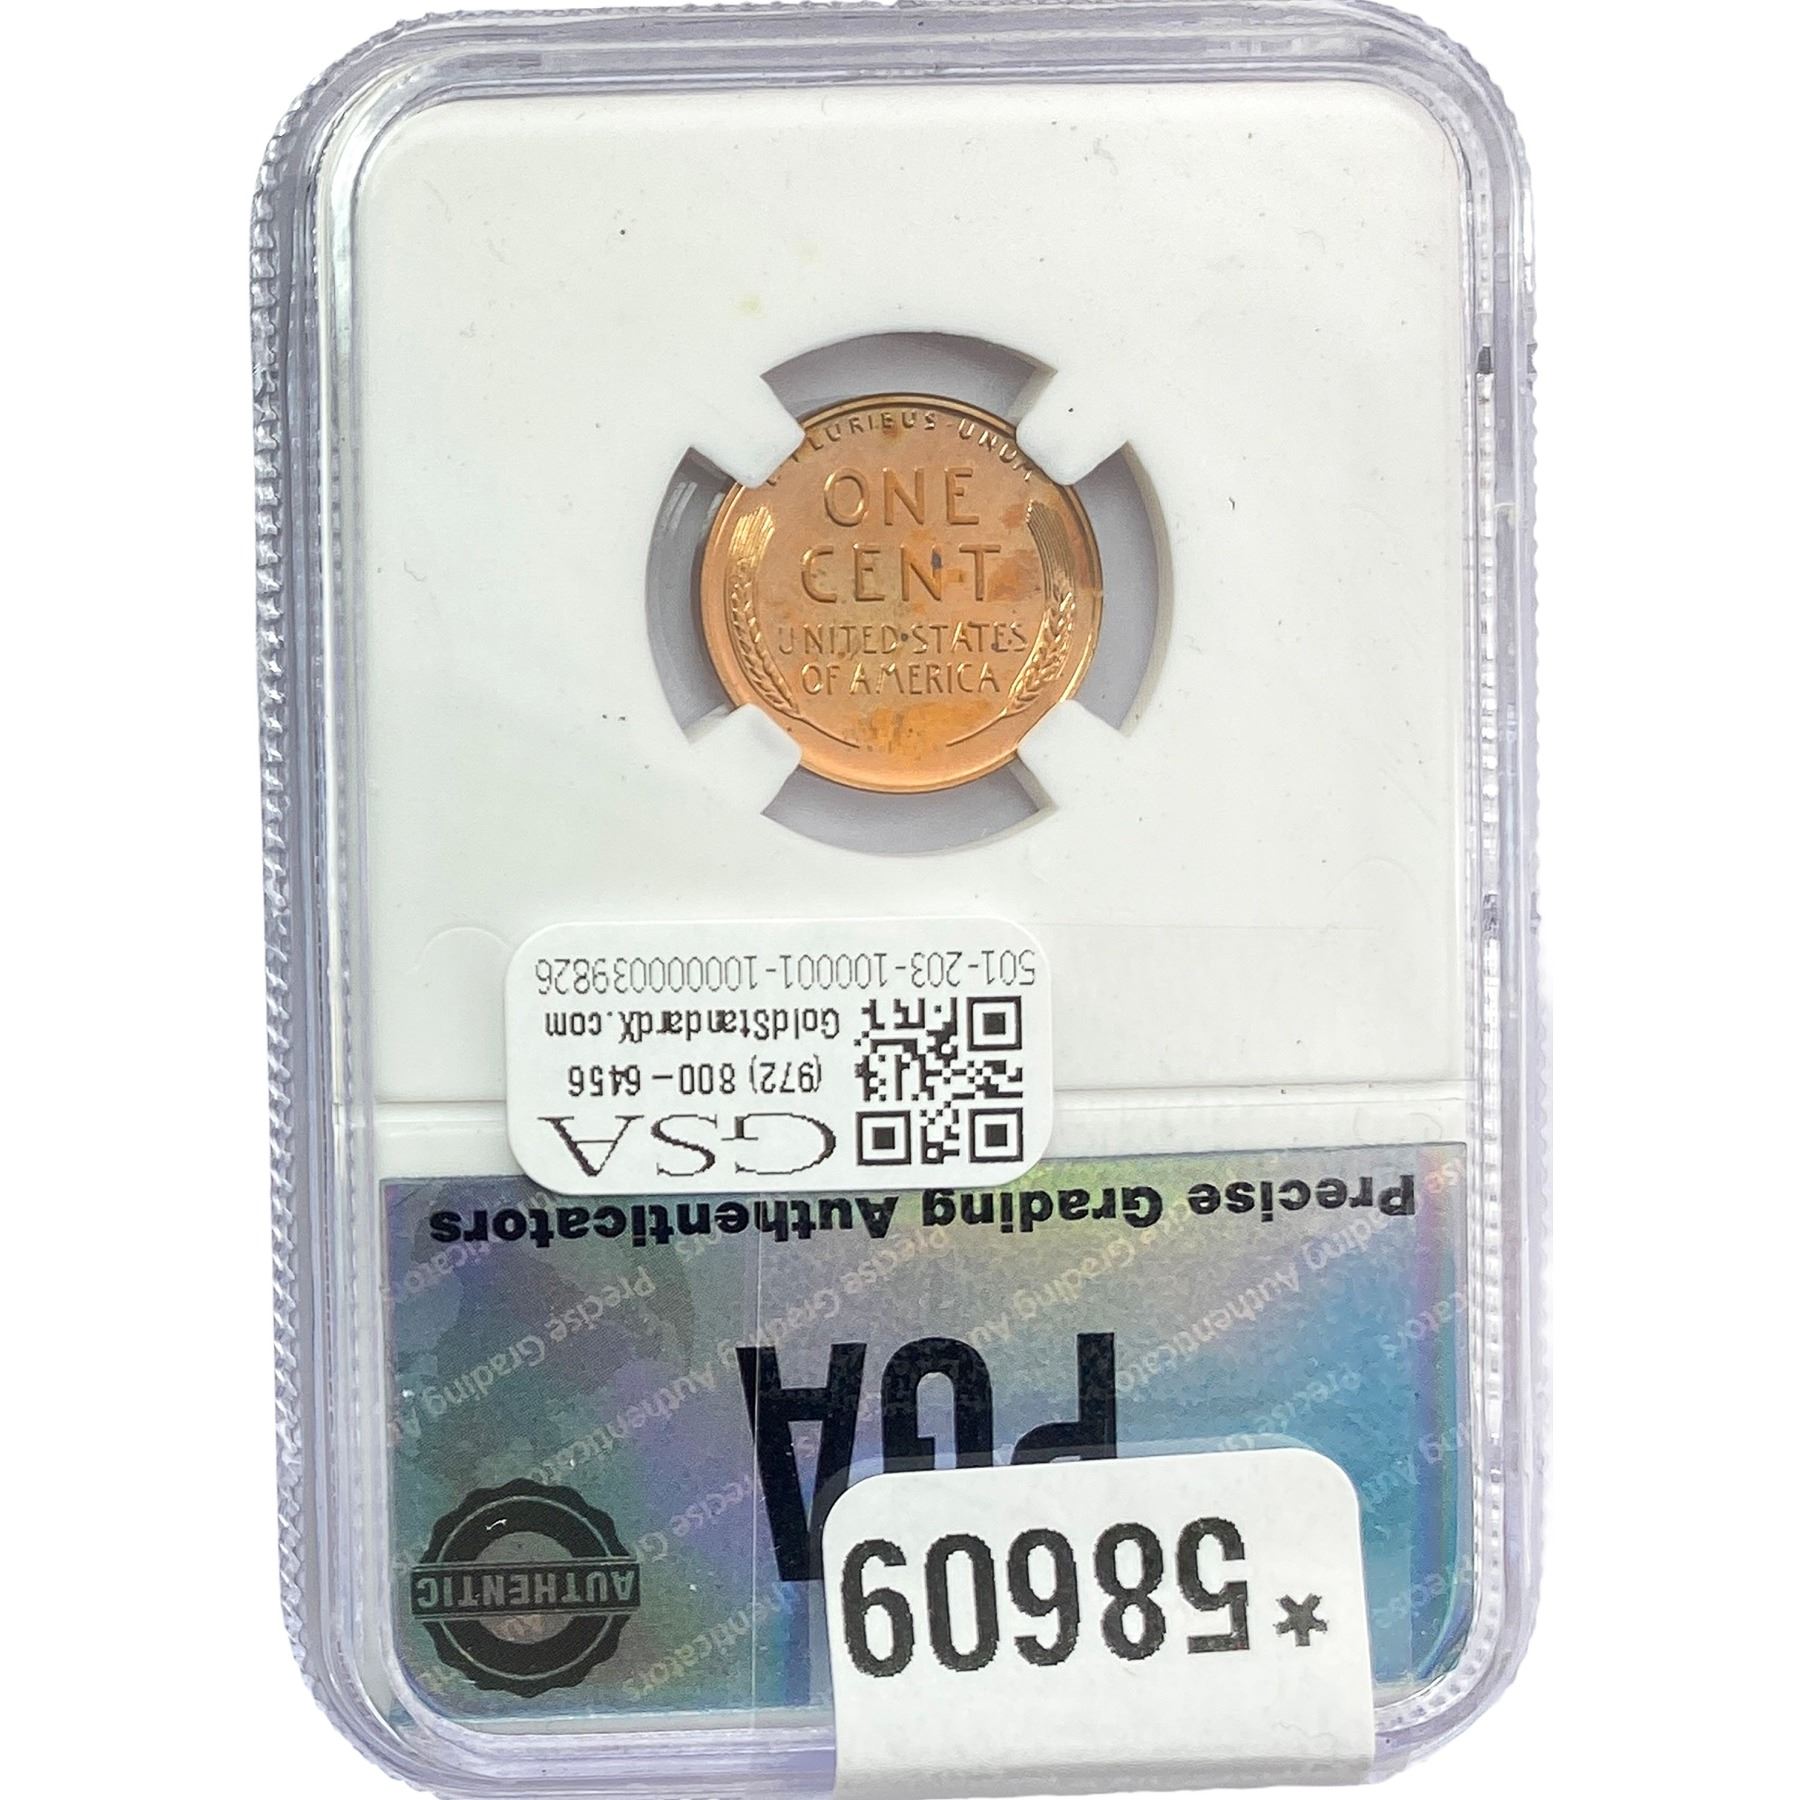 PLURIBUS UNUM
ONE
CENT
UNITED STATES
OF AMERICA
501-203-100001-10000039826
GoldStandardX.com
(972) 800-6456
GSA
Precise Grading Authenticators
PGA
AUTHENTIC
*58609